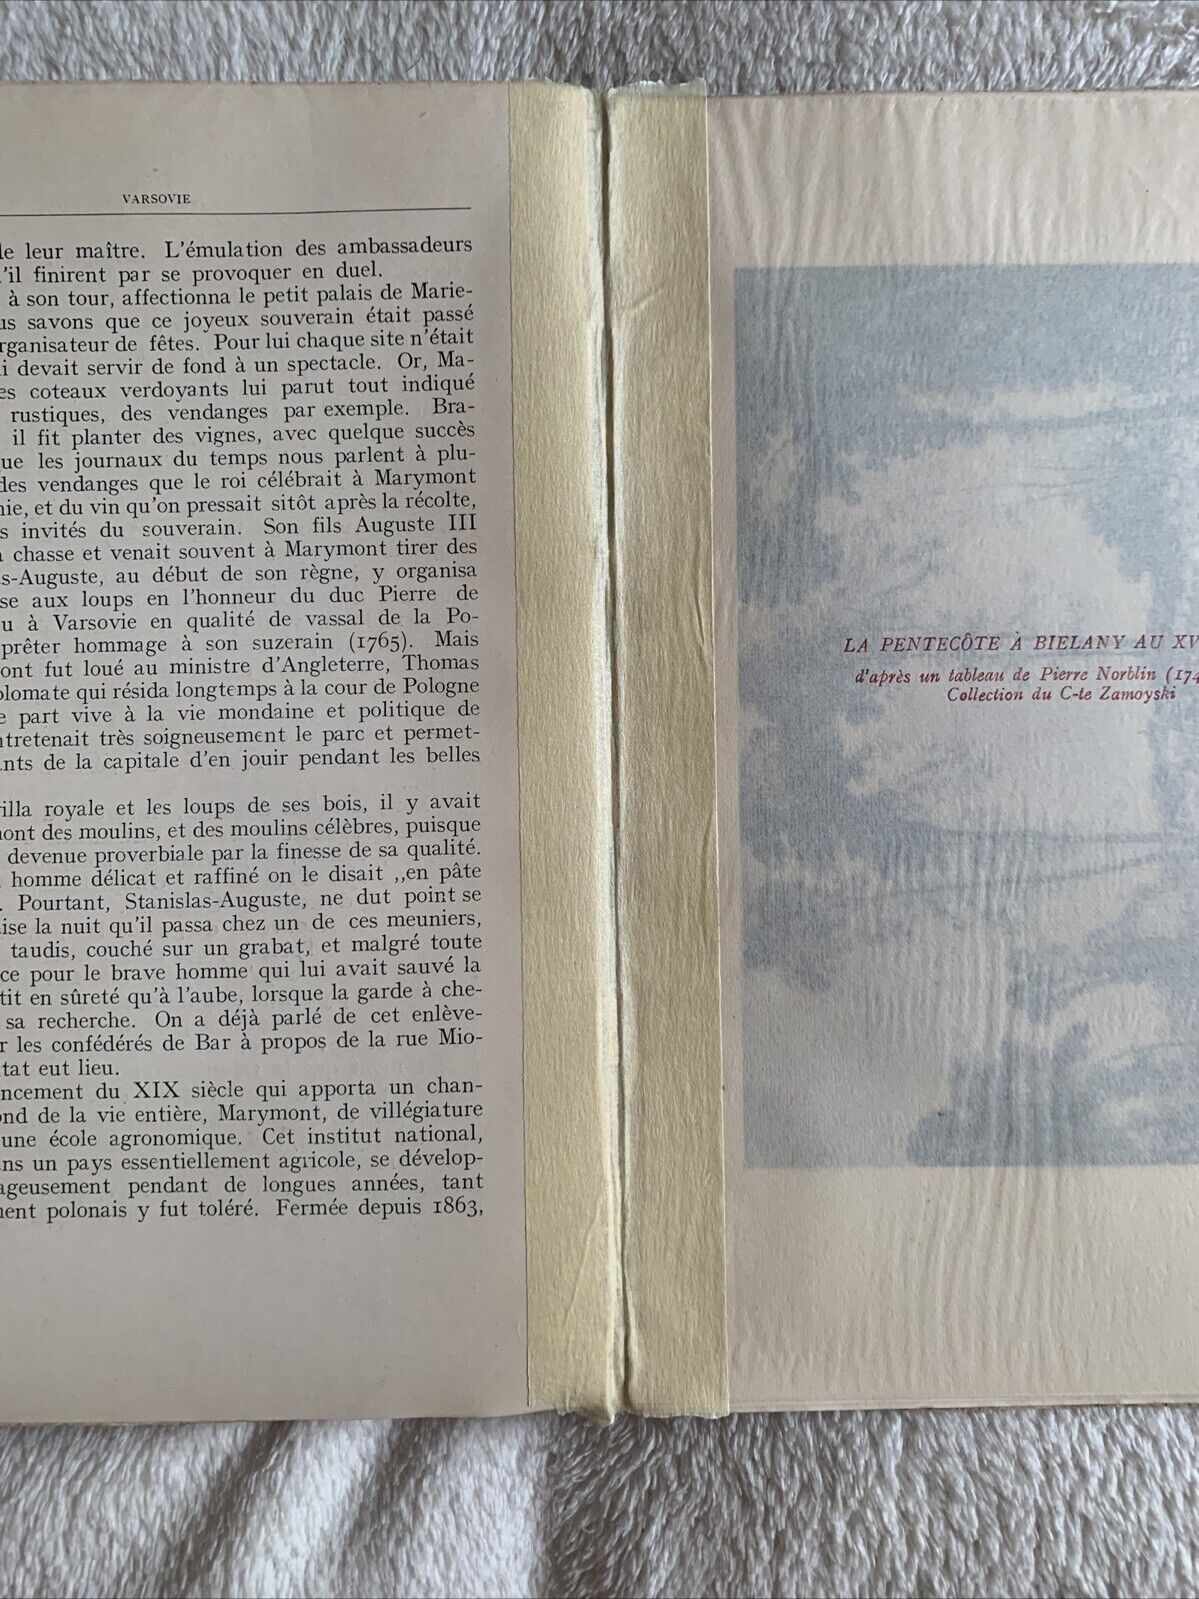 VARSOVIE
le leur maître. L'émulation des ambassadeurs
'il finirent par se provoquer en duel.
à son tour, affectionna le petit palais de Marie-
us savons que ce joyeux souverain était passé
rganisateur de fêtes. Pour lui chaque site n'était
i devait servir de fond à un spectacle. Or, Ma-
es coteaux verdoyants lui parut tout indiqué
rustiques, des vendanges par exemple. Bra-
il fit planter des vignes, avec quelque succès
que les journaux du temps nous parlent à plu-
des vendanges que le roi célébrait à Marymont
nie, et du vin qu'on pressait sitôt après la récolte,
s invités du souverain. Son fils Auguste III
a chasse et venait souvent à Marymont tirer des
as-Auguste, au début de son règne, y organisa
se aux loups en l'honneur du duc Pierre de
u à Varsovie en qualité de vassal de la Po-
prêter hommage à son suzerain (1765). Mais
ont fut loué au ministre d'Angleterre, Thomas
plomate qui résida longtemps à la cour de Pologne
e part vive à la vie mondaine et politique de
ntretenait très soigneusement le parc et permet-
ants de la capitale d'en jouir pendant les belles
villa royale et les loups de ses bois, il y avait
nont des moulins, et des moulins célèbres, puisque
devenue proverbiale par la finesse de sa qualité.
homme délicat et raffiné on le disait „en pâte
. Pourtant, Stanislas-Auguste, ne dut point se
ise la nuit qu'il passa chez un de ces meuniers,
taudis, couché sur un grabat, et malgré toute
ce pour le brave homme qui lui avait sauvé la
tit en sûreté qu'à l'aube, lorsque la garde à che-
sa recherche. On a déjà parlé de cet enlève-
r les confédérés de Bar à propos de la rue Mio-
tat eut lieu.
ncement du XIX siècle qui apporta un chan-
ond de la vie entière, Marymont, de villégiature
une école agronomique. Cet institut national,
ns un pays essentiellement agricole, se dévelop-
ageusement pendant de longues années, tant
ment polonais y fut toléré. Fermée depuis 1863,
LA PENTECÔTE À BIELANY AU XV
d'après un tableau de Pierre Norblin (174
Collection du C-te Zamoyski